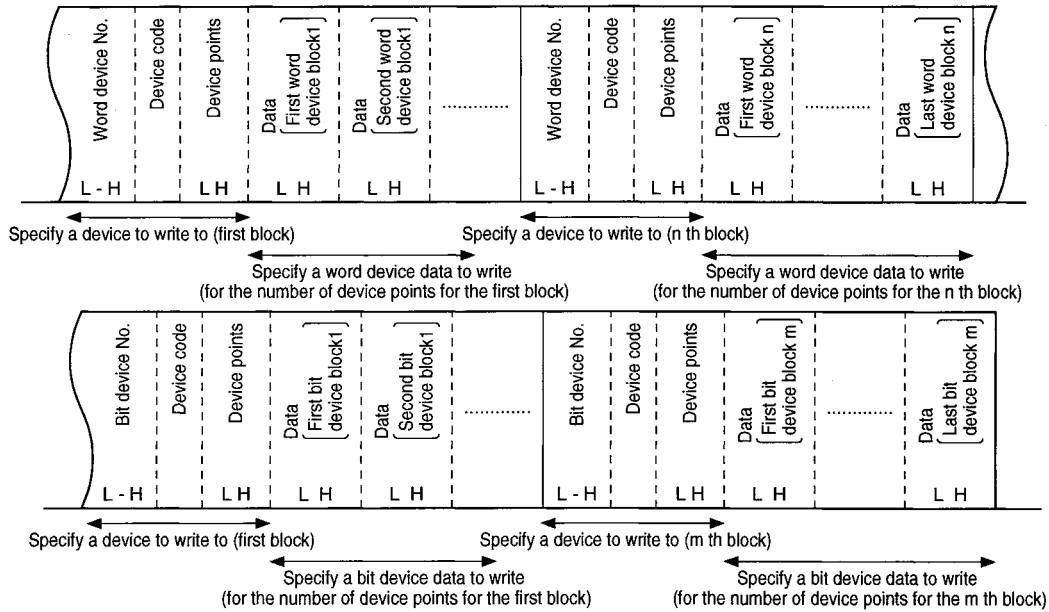 Word device No.
Device code
Device points
Data
First word
device block1
Data
Second word
device block1
Word device No.
Device code
Device points
Data
First word
device block n
Data
Last word
device block n
L - H
L H
L H
L H
L - H
L H
L H
L H
Specify a device to write to (first block)
Specify a device to write to (n th block)
Specify a word device data to write
(for the number of device points for the first block)
Specify a word device data to write
(for the number of device points for the n th block)
Bit device No.
Device code
Device points
Data
First bit
device block1
Data
Second bit
device block1
Bit device No.
Device code
Device points
Data
First bit
device block m
Data
Last bit
device block m
L - H
L H
L H
L H
L - H
L H
L H
L H
Specify a device to write to (first block)
Specify a device to write to (m th block)
Specify a bit device data to write
(for the number of device points for the first block)
Specify a bit device data to write
(for the number of device points for the m th block)